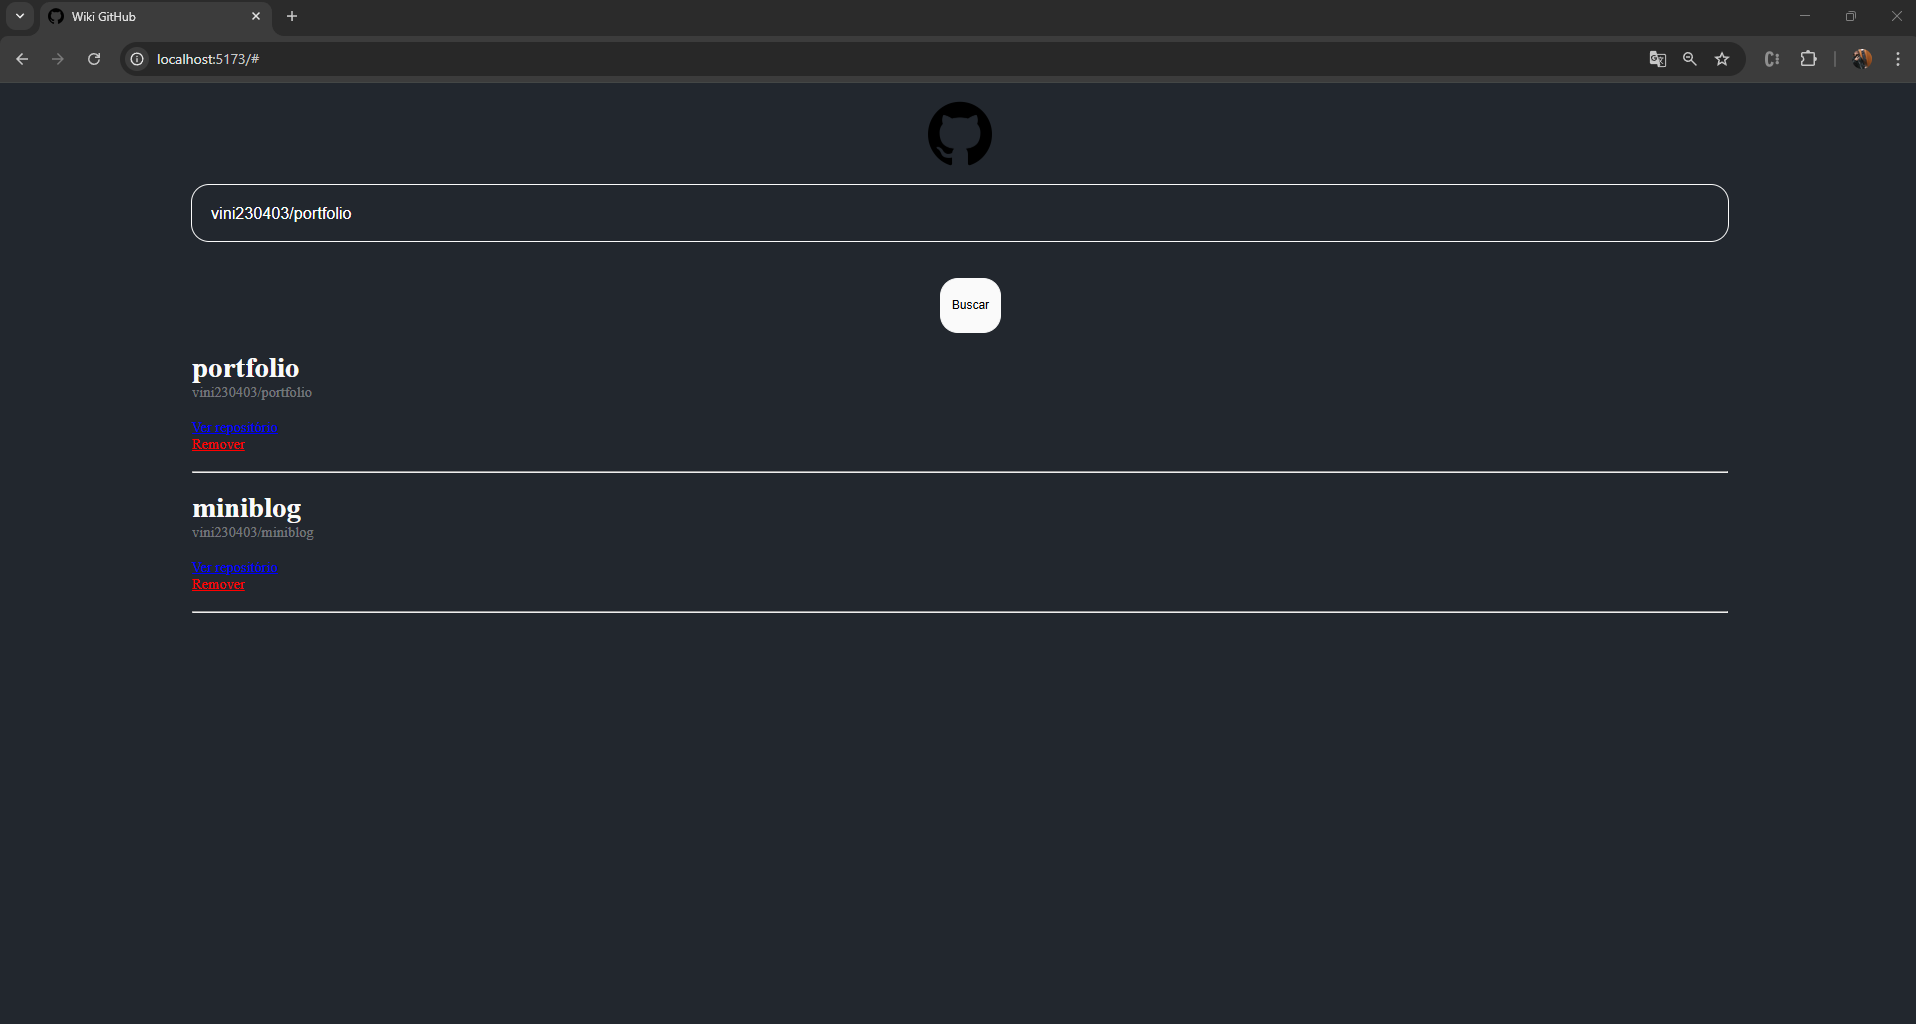 Wiki GitHub
localhost:5173/#
vini230403/portfolio
Buscar
portfolio
vini230403/portfolio
Ver repositório
Remover
miniblog
vini230403/miniblog
Ver repositório
Remover